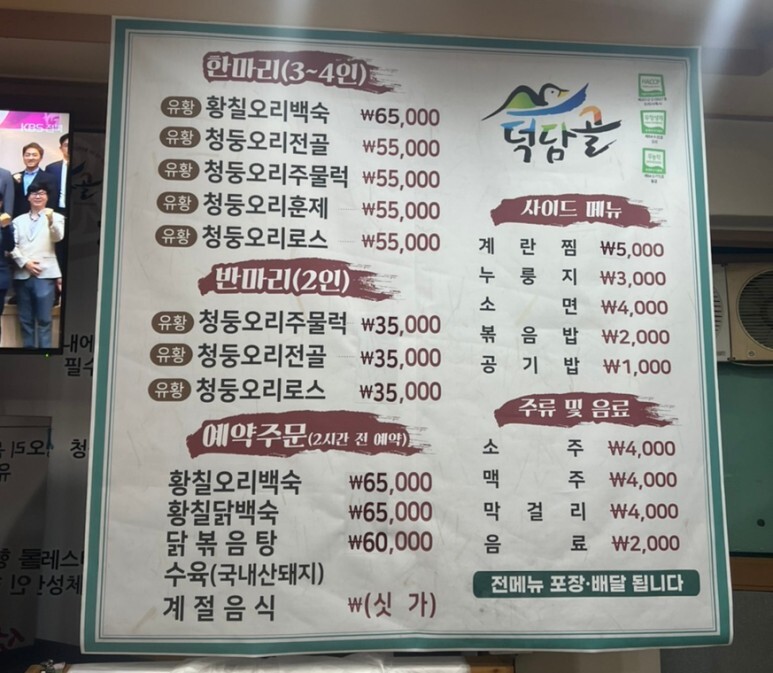 한마리(3~4인)
유황 황칠오리백숙 ₩65,000
유황 청둥오리전골 ₩55,000
유황 청둥오리주물럭 ₩55,000
유황 청둥오리훈제 ₩55,000
유황 청둥오리로스 ₩55,000
반마리(2인)
유황 청둥오리주물럭 ₩35,000
유황 청둥오리전골 ₩35,000
유황 청둥오리로스 ₩35,000
예약주문(2시간 전 예약)
황칠오리백숙 ₩65,000
황칠닭백숙 ₩65,000
닭볶음탕 ₩60,000
수육(국내산돼지)
계절음식 ₩(싯 가)
덕담골
사이드 메뉴
계란찜 ₩5,000
누룽지 ₩3,000
소면 ₩4,000
볶음밥 ₩2,000
공기밥 ₩1,000
주류 및 음료
소주 ₩4,000
맥주 ₩4,000
막걸리 ₩4,000
음료 ₩2,000
전메뉴 포장·배달 됩니다
KBS
내에
필수